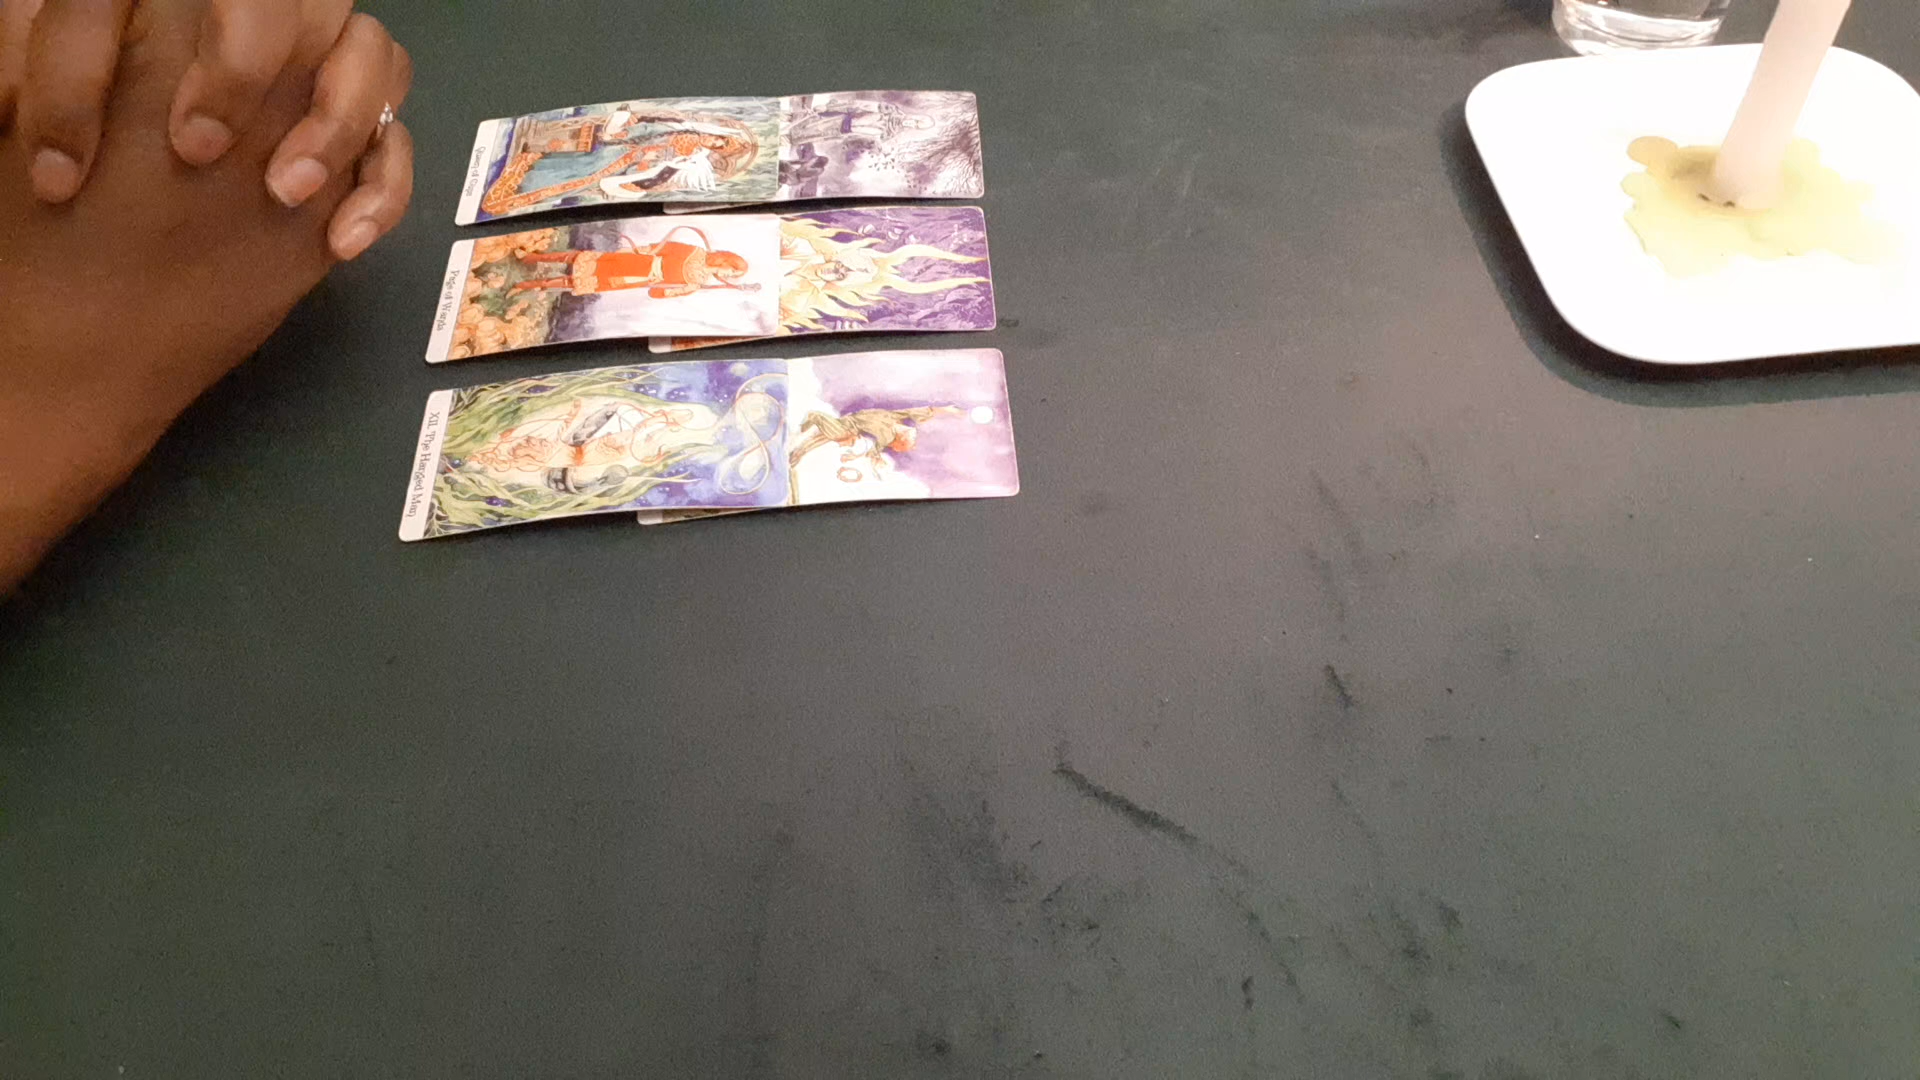 Queen of Cups
Page of Wands
XII. The Hanged Man